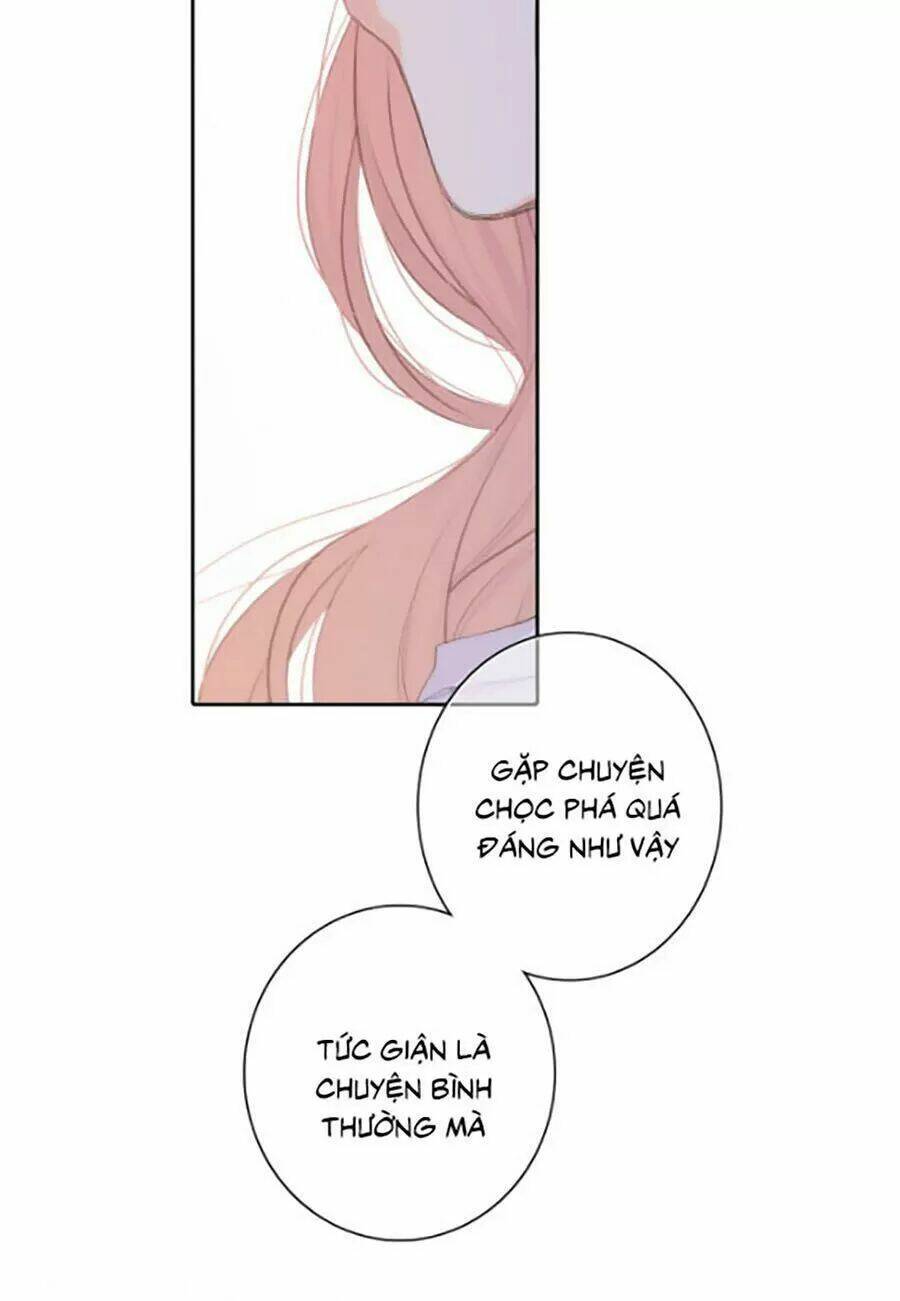 GẶP CHUYỆN
CHỌC PHÁ QUÁ
ĐÁNG NHƯ VẬY
TỨC GIẬN LÀ
CHUYỆN BÌNH
THƯỜNG MÀ